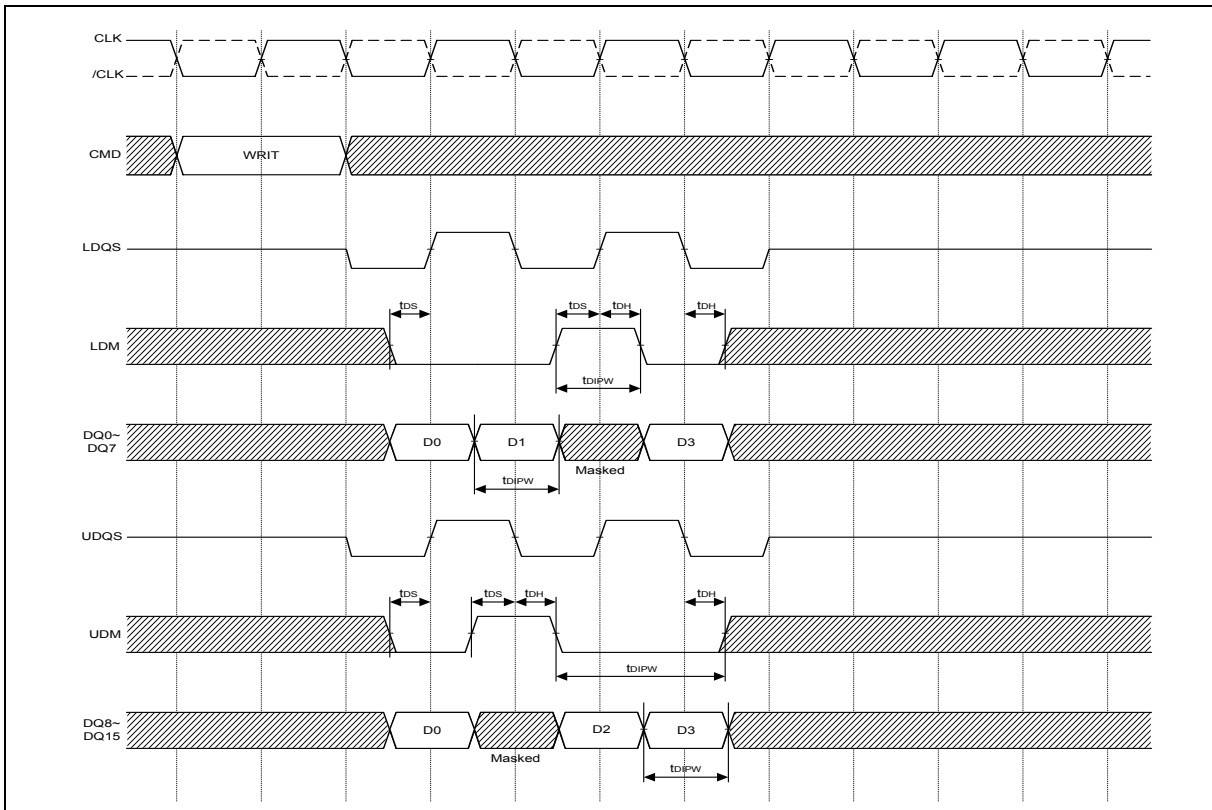 CLK
/CLK
CMD
WRIT
LDQS
tDS
tDS
tDH
tDH
LDM
tDIPW
DQ0~
DQ7
D0
D1
D3
Masked
tDIPW
UDQS
tDS
tDS
tDH
tDH
UDM
tDIPW
DQ8~
DQ15
D0
D2
D3
Masked
tDIPW